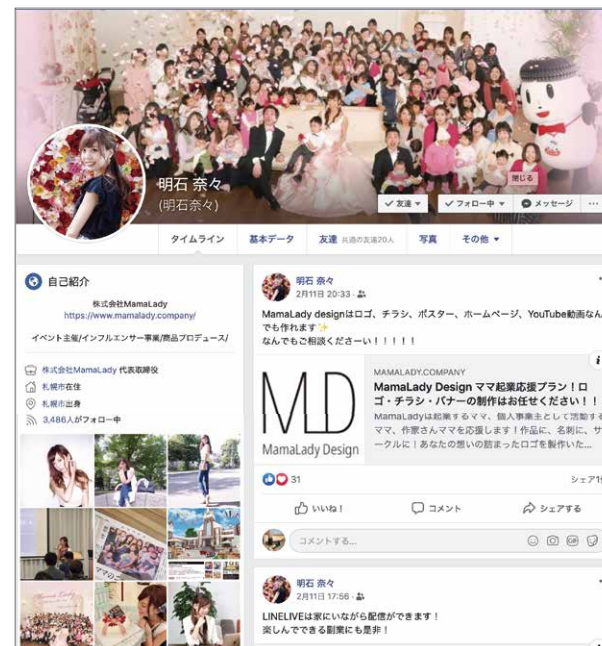 明石 奈々
(明石奈々)
閉じる
友達
フォロー中
メッセージ
タイムライン
基本データ
友達 共通の友達20人
写真
その他
自己紹介
株式会社MamaLady
https://www.mamalady.company/
イベント主催/インフルエンサー事業/商品プロデュース/
株式会社MamaLady 代表取締役
札幌市在住
札幌市出身
3,486人がフォロー中
明石 奈々
2月11日 20:33
MamaLady designはロゴ、チラシ、ポスター、ホームページ、YouTube動画なん
でも作れます✨
なんでもご相談くださーい！！！！！
MD
MamaLady Design
MAMALADY.COMPANY
MamaLady Design ママ起業応援プラン！ロ
ゴ・チラシ・バナーの制作はお任せください！！
MamaLadyは起業するママ、個人事業主として活動する
ママ、作家さんママを応援します！作品に、名刺に、サ
ークルに！あなたの想いの詰まったロゴを製作いた...
31
シェア1
いいね！
コメント
シェアする
コメントする...
GIF
明石 奈々
2月11日 17:56
LINELIVEは家にいながら配信ができます！
楽しんでできる副業にも是非！